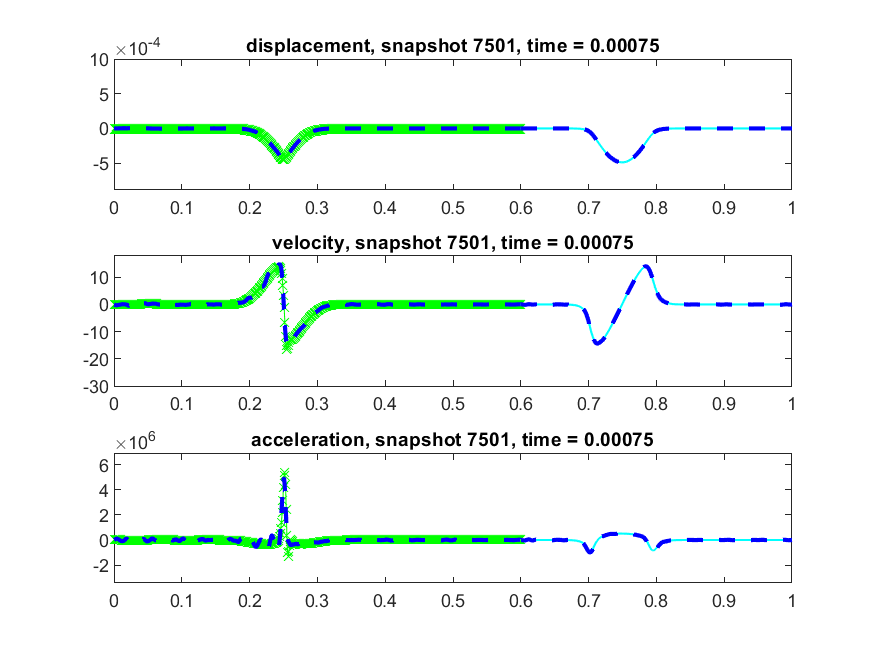 ×10-4
displacement, snapshot 7501, time = 0.00075
10
5
0
-5
0 0.1 0.2 0.3 0.4 0.5 0.6 0.7 0.8 0.9 1
velocity, snapshot 7501, time = 0.00075
10
0
-10
-20
-30
0 0.1 0.2 0.3 0.4 0.5 0.6 0.7 0.8 0.9 1
×10⁶
acceleration, snapshot 7501, time = 0.00075
6
4
2
0
-2
0 0.1 0.2 0.3 0.4 0.5 0.6 0.7 0.8 0.9 1